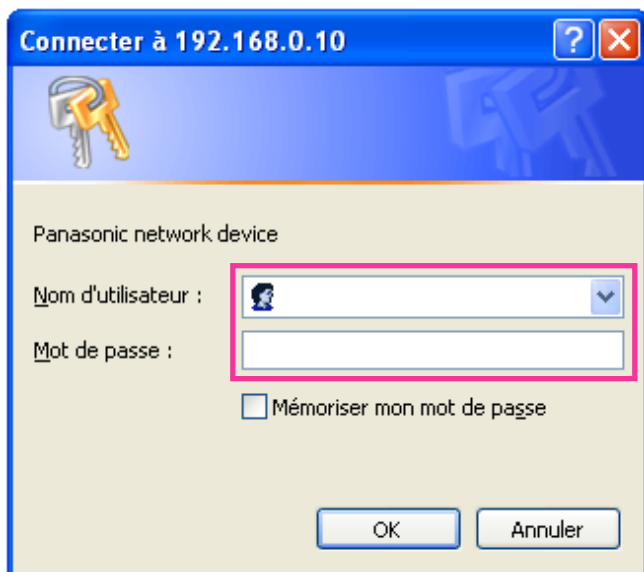 Connecter à 192.168.0.10
Panasonic network device
Nom d'utilisateur :
Mot de passe :
Mémoriser mon mot de passe
OK
Annuler